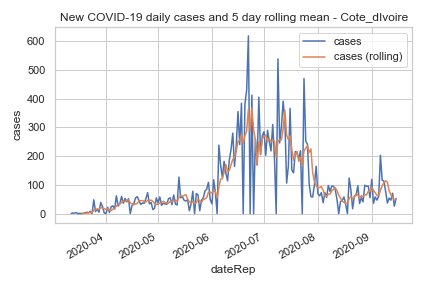 New COVID-19 daily cases and 5 day rolling mean - Cote_dIvoire
cases
cases (rolling)
600
500
400
300
200
100
0
cases
2020-04
2020-05
2020-06
2020-07
2020-08
2020-09
dateRep